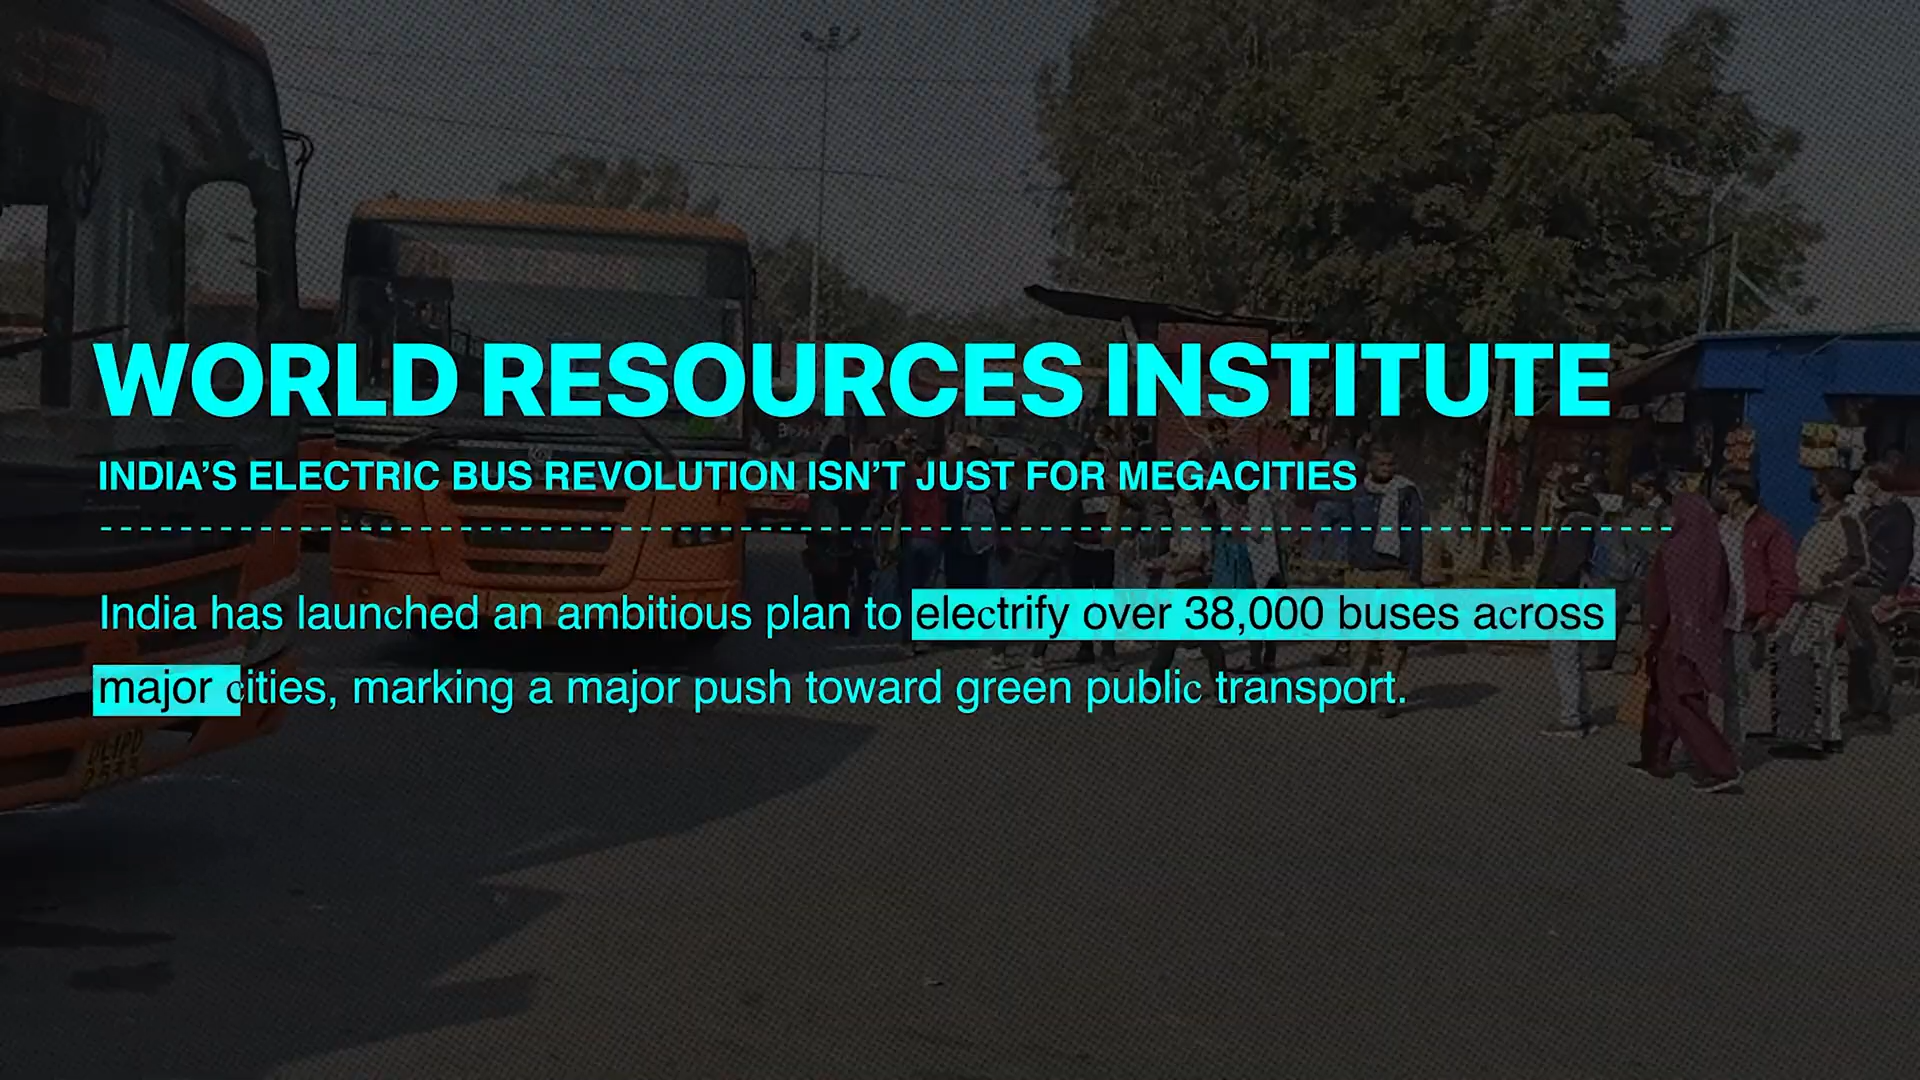 WORLD RESOURCES INSTITUTE
INDIA’S ELECTRIC BUS REVOLUTION ISN’T JUST FOR MEGACITIES
India has launched an ambitious plan to electrify over 38,000 buses across
major cities, marking a major push toward green public transport.